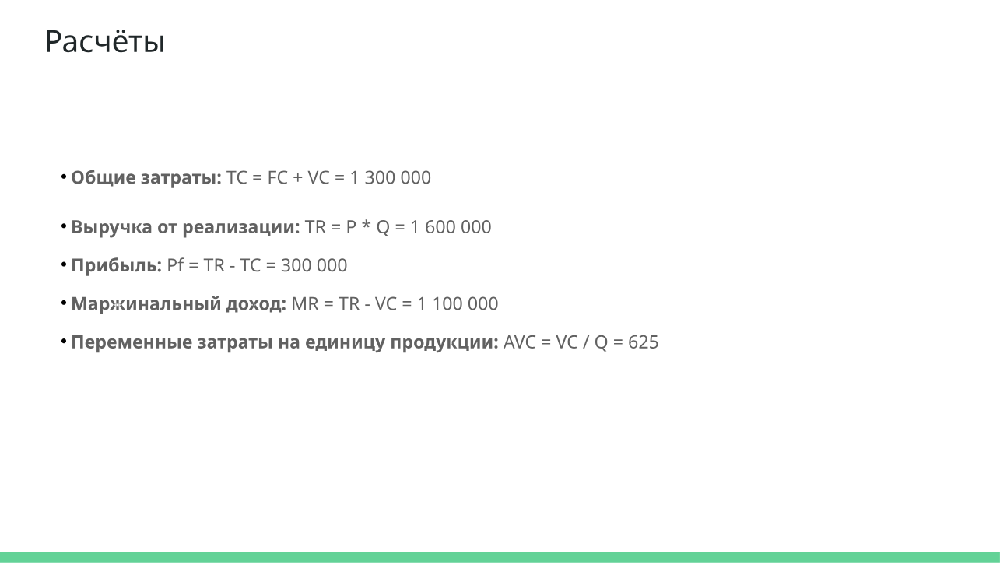 Расчёты
• Общие затраты: TC = FC + VC = 1 300 000
• Выручка от реализации: TR = P * Q = 1 600 000
• Прибыль: Pf = TR - TC = 300 000
• Маржинальный доход: MR = TR - VC = 1 100 000
• Переменные затраты на единицу продукции: AVC = VC / Q = 625